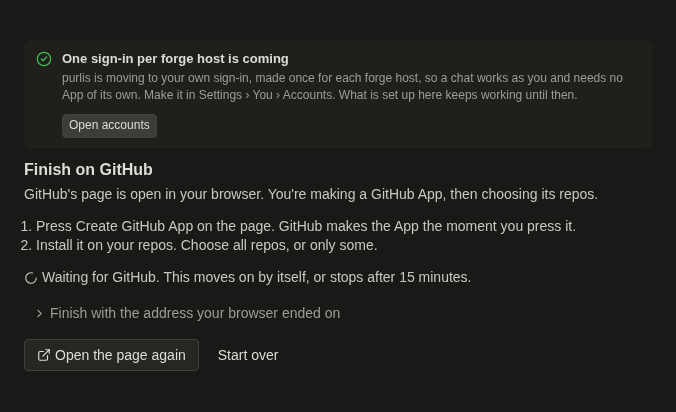 One sign-in per forge host is coming
purlis is moving to your own sign-in, made once for each forge host, so a chat works as you and needs no
App of its own. Make it in Settings › You › Accounts. What is set up here keeps working until then.
Open accounts
Finish on GitHub
GitHub's page is open in your browser. You're making a GitHub App, then choosing its repos.
1. Press Create GitHub App on the page. GitHub makes the App the moment you press it.
2. Install it on your repos. Choose all repos, or only some.
Waiting for GitHub. This moves on by itself, or stops after 15 minutes.
Finish with the address your browser ended on
Open the page again
Start over